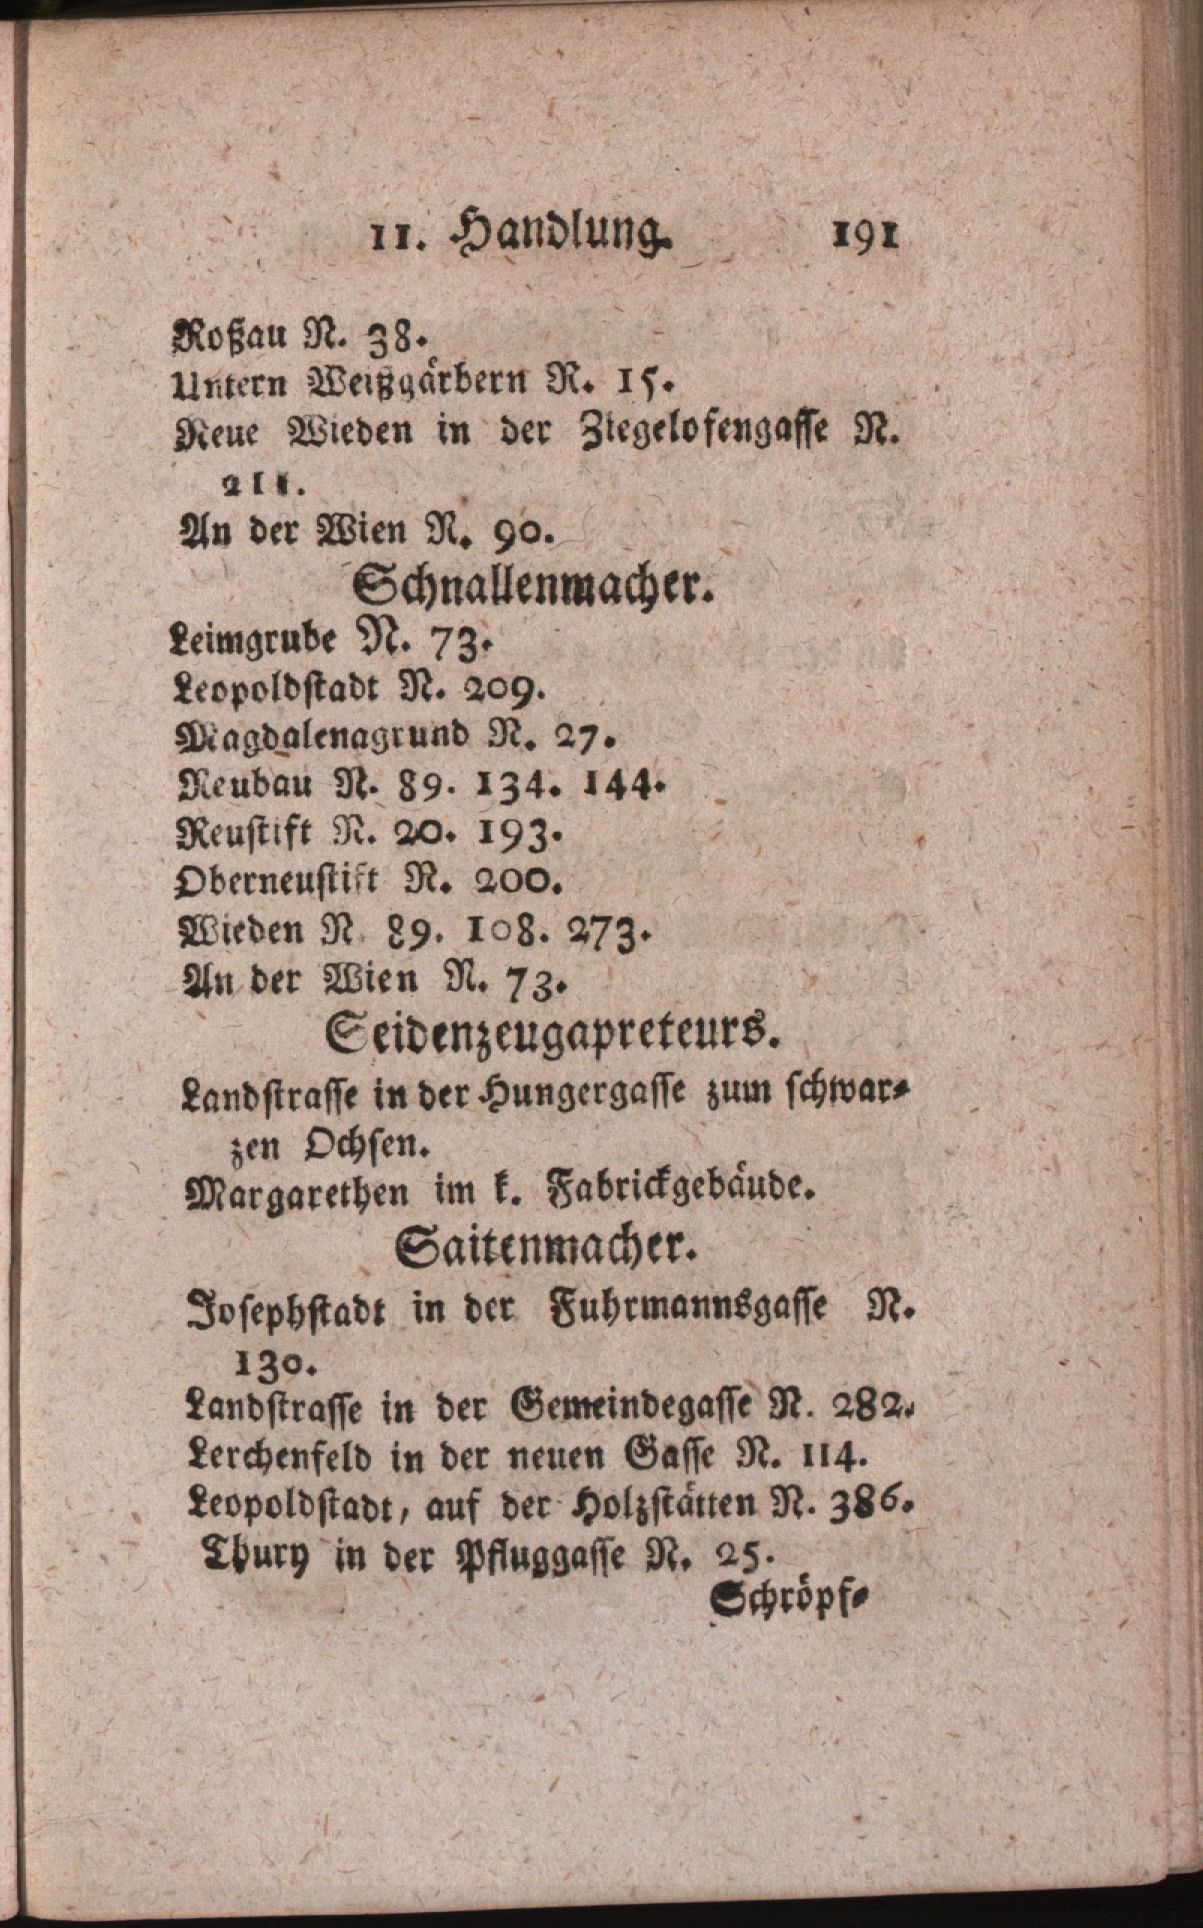 11. Handlung. 191
Roßau N. 38.
Untern Weißgärbern N. 15.
Neue Wieden in der Ziegelofengasse N.
211.
An der Wien N. 90.
Schnallenmacher.
Leimgrube N. 73.
Leopoldstadt N. 209.
Magdalenagrund N. 27.
Neubau N. 89. 134. 144.
Neustift N. 20. 193.
Oberneustift N. 200.
Wieden N. 89. 108. 273.
An der Wien N. 73.
Seidenzeugapreteurs.
Landstrasse in der Hungergasse zum schwar-
zen Ochsen.
Margarethen im k. Fabrickgebäude.
Saitenmacher.
Josephstadt in der Fuhrmannsgasse N.
130.
Landstrasse in der Gemeindegasse N. 282.
Lerchenfeld in der neuen Gasse N. 114.
Leopoldstadt, auf der Holzstätten N. 386.
Thury in der Pfluggasse N. 25.
Schröpf-